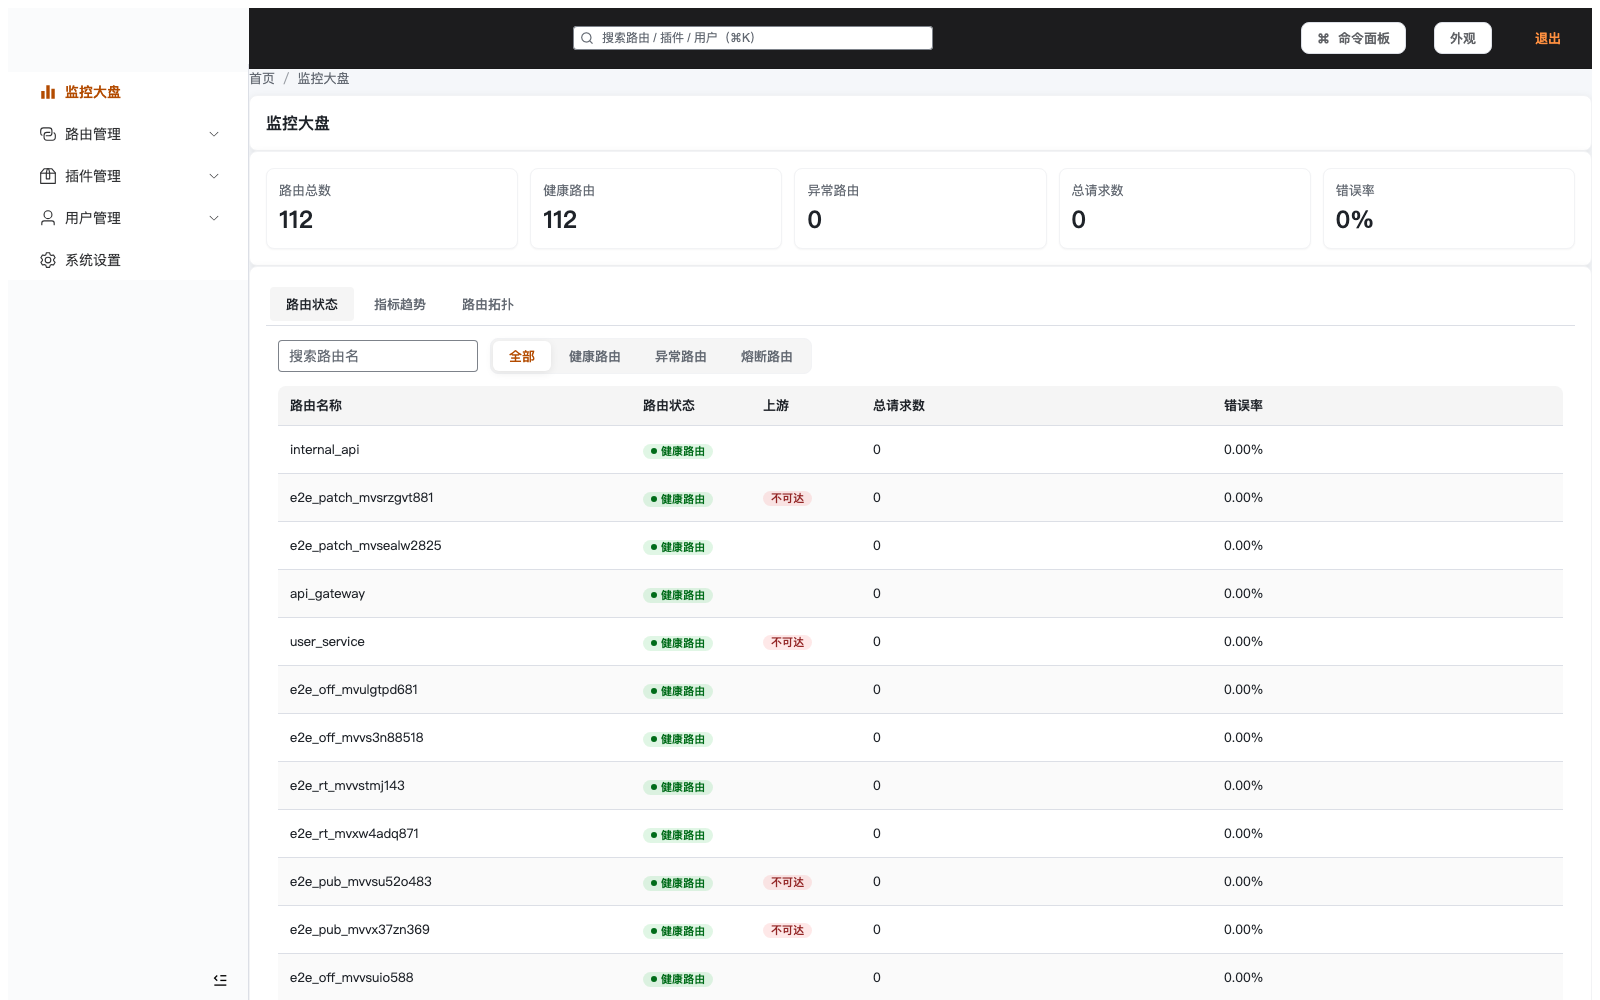 搜索路由 / 插件 / 用户（⌘K）
⌘ 命令面板
外观
退出
监控大盘
路由管理
插件管理
用户管理
系统设置
首页 / 监控大盘
监控大盘
路由总数
112
健康路由
112
异常路由
0
总请求数
0
错误率
0%
路由状态 指标趋势 路由拓扑
搜索路由名
全部 健康路由 异常路由 熔断路由
路由名称 路由状态 上游 总请求数 错误率
internal_api 健康路由 0 0.00%
e2e_patch_mvsrzgvt881 健康路由 不可达 0 0.00%
e2e_patch_mvsealw2825 健康路由 0 0.00%
api_gateway 健康路由 0 0.00%
user_service 健康路由 不可达 0 0.00%
e2e_off_mvulgtpd681 健康路由 0 0.00%
e2e_off_mvvs3n88518 健康路由 0 0.00%
e2e_rt_mvvstmj143 健康路由 0 0.00%
e2e_rt_mvxw4adq871 健康路由 0 0.00%
e2e_pub_mvvsu52o483 健康路由 不可达 0 0.00%
e2e_pub_mvvx37zn369 健康路由 不可达 0 0.00%
e2e_off_mvvsuio588 健康路由 0 0.00%